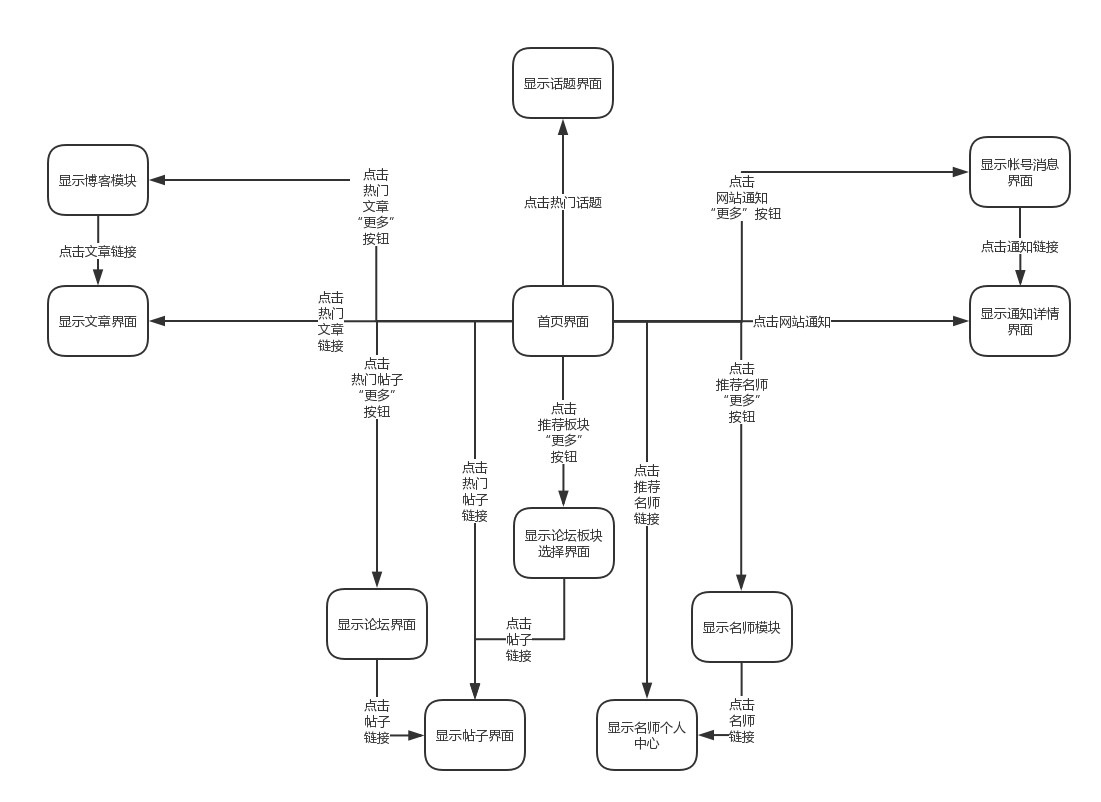 显示话题界面
点击热门话题
显示博客模块
点击
热门
文章
“更多”
按钮
点击
网站通知
“更多” 按钮
显示帐号消息
界面
点击文章链接
点击通知链接
显示文章界面
点击
热门
文章
链接
首页界面
点击网站通知
显示通知详情
界面
点击
热门帖子
“更多”
按钮
点击
热门
帖子
链接
点击
推荐板块
“更多”
按钮
点击
推荐
名师
链接
点击
推荐名师
“更多”
按钮
显示论坛板块
选择界面
显示论坛界面
点击
帖子
链接
显示名师模块
点击
帖子
链接
显示帖子界面
显示名师个人
中心
点击
名师
链接